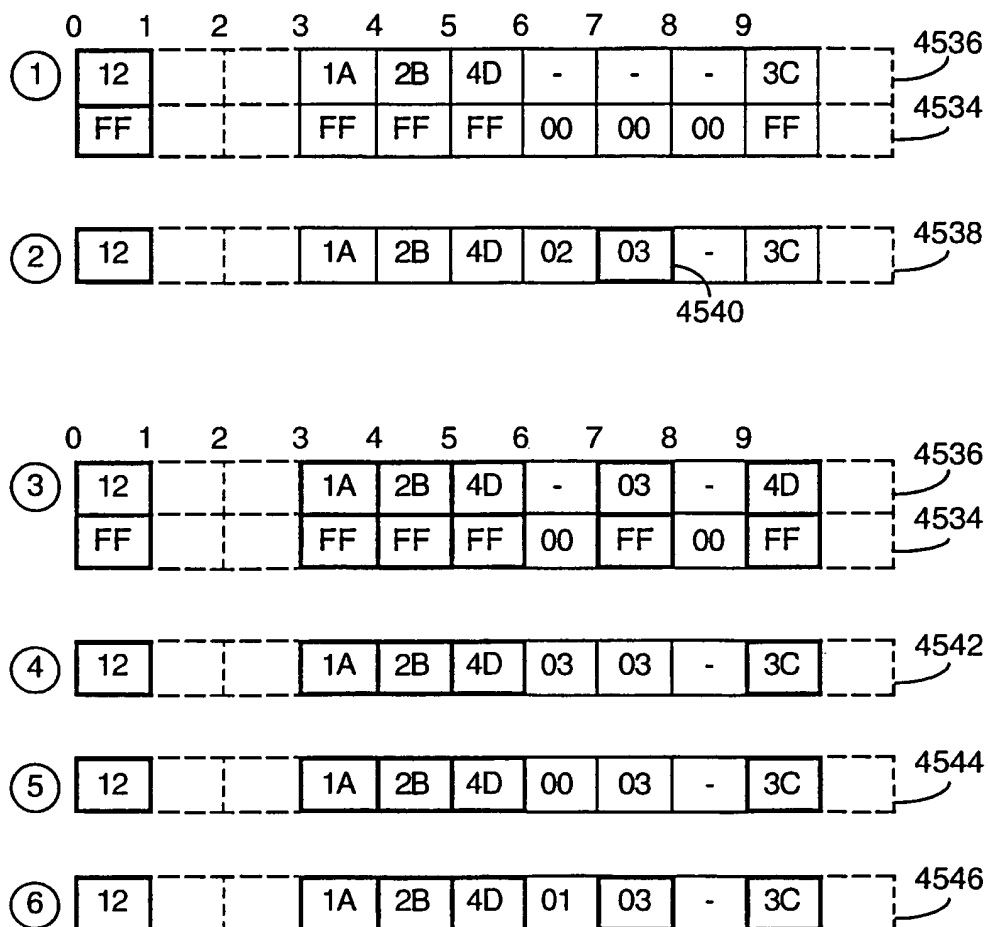 0 1 2 3 4 5 6 7 8 9
1 12 1A 2B 4D - - - 3C 4536
FF FF FF FF 00 00 00 FF 4534
2 12 1A 2B 4D 02 03 - 3C 4538
4540
0 1 2 3 4 5 6 7 8 9
3 12 1A 2B 4D - 03 - 4D 4536
FF FF FF FF 00 FF 00 FF 4534
4 12 1A 2B 4D 03 03 - 3C 4542
5 12 1A 2B 4D 00 03 - 3C 4544
6 12 1A 2B 4D 01 03 - 3C 4546